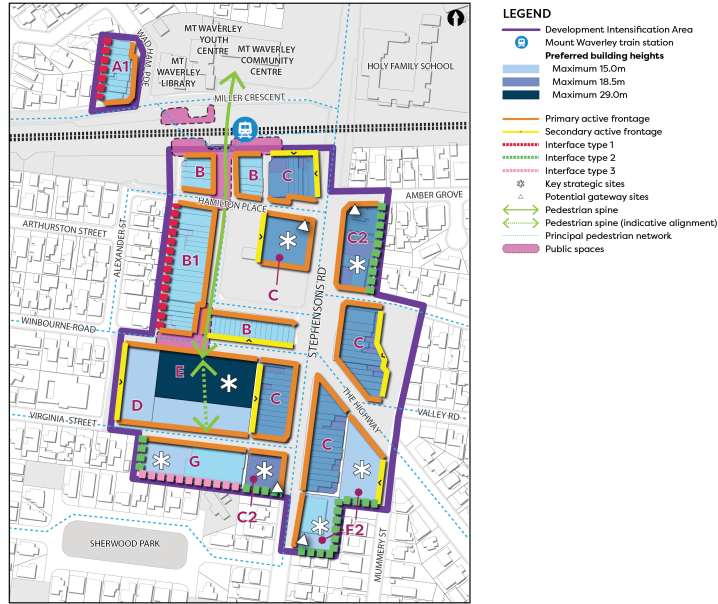 LEGEND
Development Intensification Area
Mount Waverley train station
Preferred building heights
Maximum 15.0m
Maximum 18.5m
Maximum 29.0m
Primary active frontage
Secondary active frontage
Interface type 1
Interface type 2
Interface type 3
Key strategic sites
Potential gateway sites
Pedestrian spine
Pedestrian spine (indicative alignment)
Principal pedestrian network
Public spaces
MT WAVERLEY
YOUTH
CENTRE
MT WAVERLEY
COMMUNITY
CENTRE
MT
WAVERLEY
LIBRARY
HOLY FAMILY SCHOOL
WADHAM PDE
A1
MILLER CRESCENT
B
B
C
HAMILTON PLACE
AMBER GROVE
ARTHURSTON STREET
ALEXANDER ST
B1
C
C2
STEPHENSONS RD
WINBOURNE ROAD
B
C
E
D
C
THE HIGHWAY
VALLEY RD
VIRGINIA STREET
G
C2
C
F2
SHERWOOD PARK
MUMMERY ST